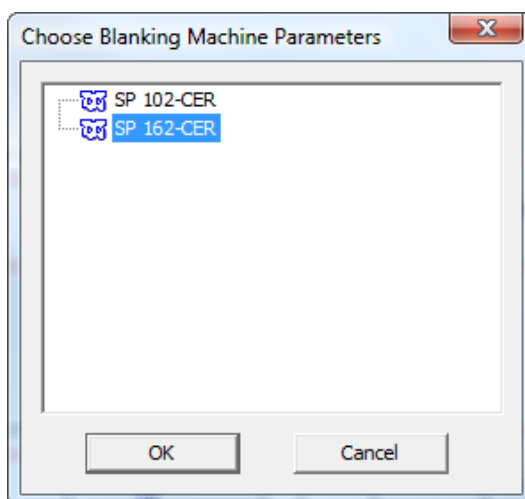 Choose Blanking Machine Parameters
SP 102-CER
SP 162-CER
OK
Cancel